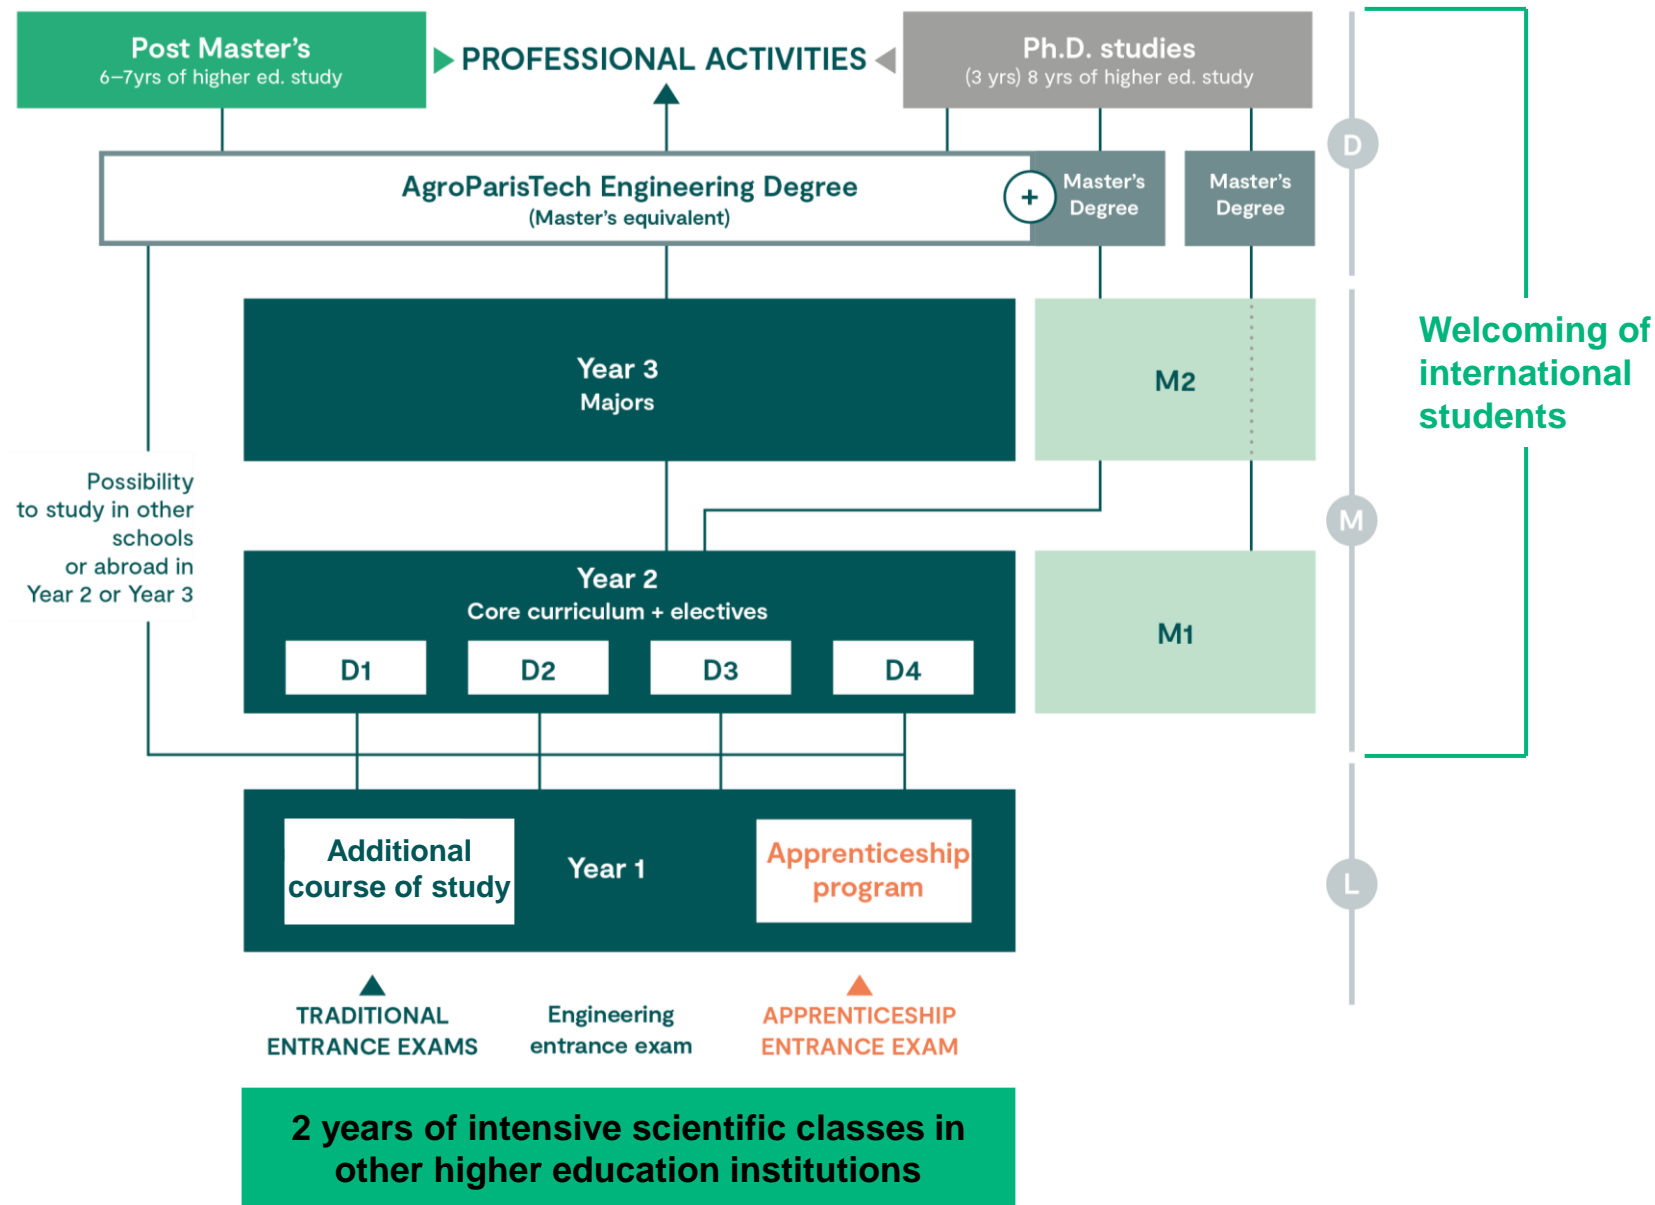 Post Master's
6–7yrs of higher ed. study
PROFESSIONAL ACTIVITIES
Ph.D. studies
(3 yrs) 8 yrs of higher ed. study
D
AgroParisTech Engineering Degree
(Master's equivalent)
+
Master's
Degree
Master's
Degree
Year 3
Majors
M2
Welcoming of
international
students
Possibility
to study in other
schools
or abroad in
Year 2 or Year 3
M
Year 2
Core curriculum + electives
D1
D2
D3
D4
M1
Additional
course of study
Year 1
Apprenticeship
program
L
TRADITIONAL
ENTRANCE EXAMS
Engineering
entrance exam
APPRENTICESHIP
ENTRANCE EXAM
2 years of intensive scientific classes in
other higher education institutions